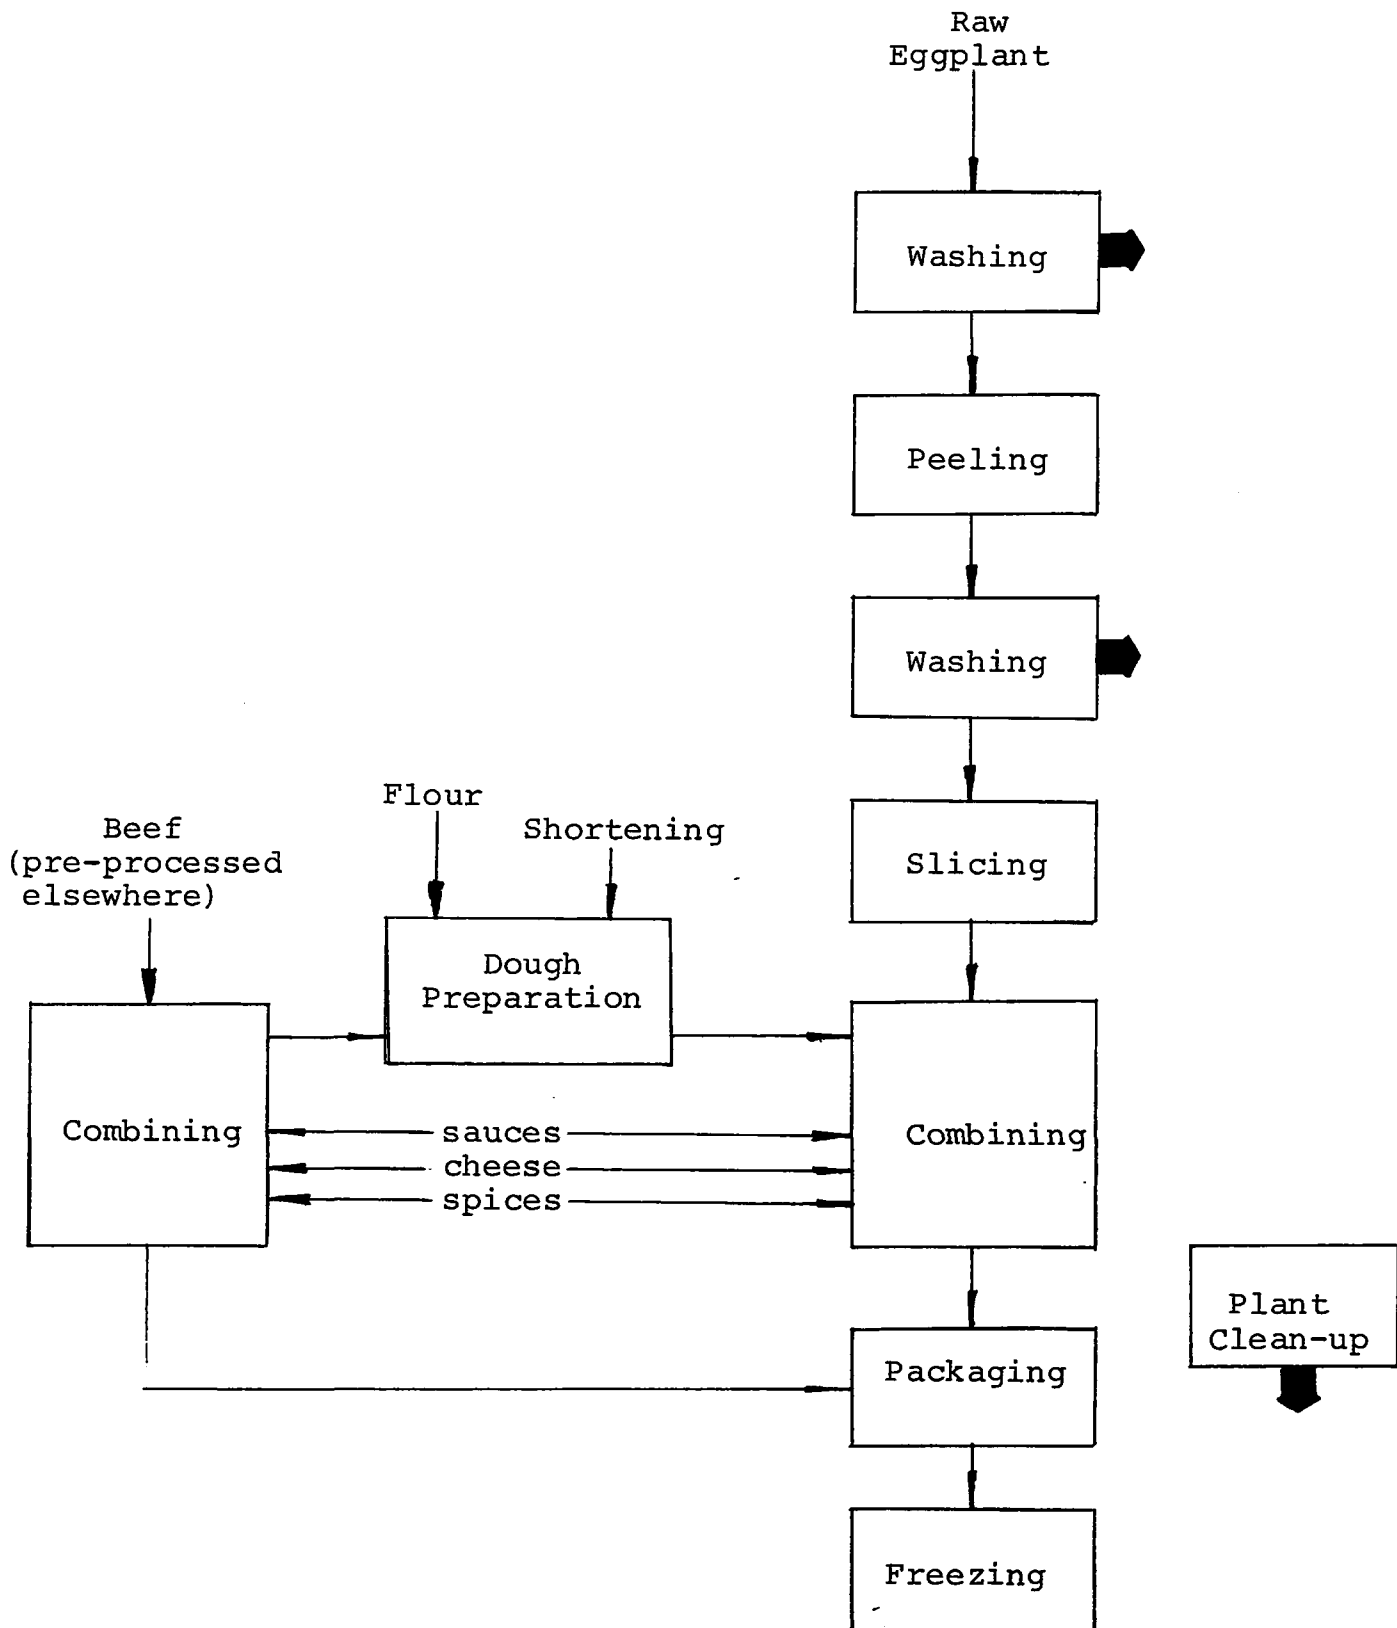 Raw
Eggplant
Washing
Peeling
Washing
Slicing
Flour
Shortening
Beef
(pre-processed
elsewhere)
Dough
Preparation
Combining
sauces
cheese
spices
Combining
Plant
Clean-up
Packaging
Freezing